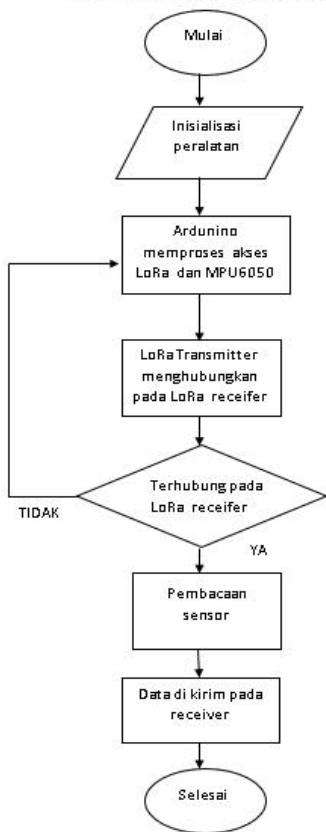 Mulai
Inisialisasi
peralatan
Ardunino
memproses akses
LoRa dan MPU6050
LoRa Transmitter
menghubungkan
pada LoRa receifer
Terhubung pada
LoRa receifer
TIDAK
YA
Pembacaan
sensor
Data di kirim pada
receiver
Selesai